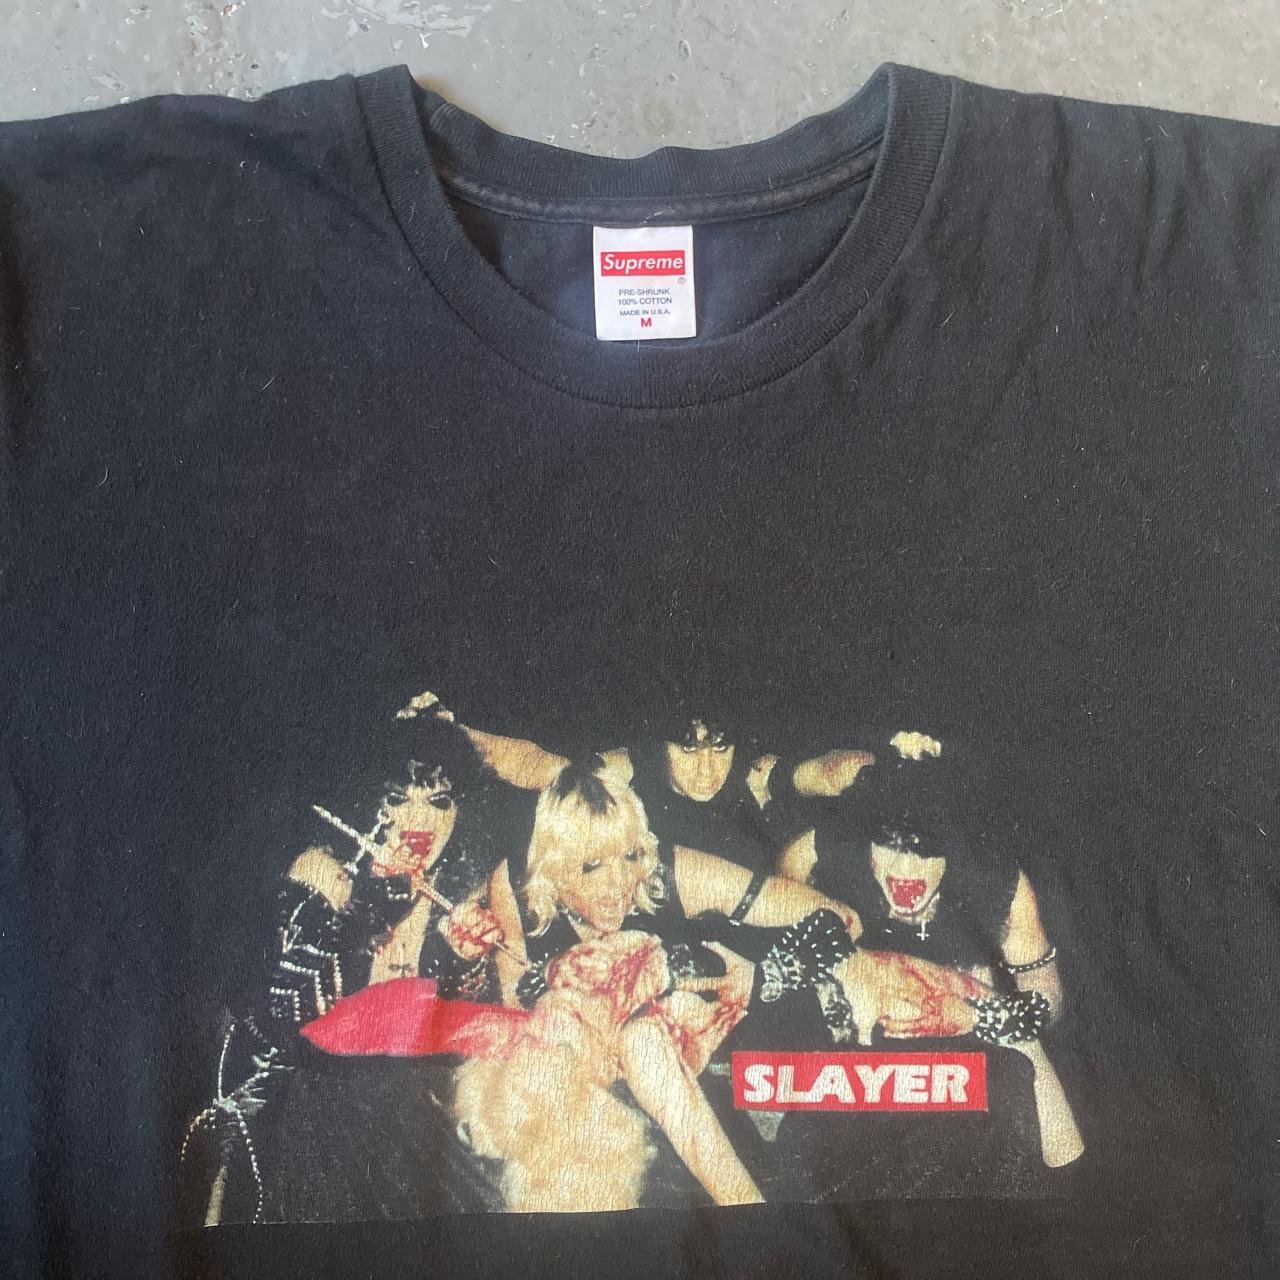 Supreme
©
PRE-SHRUNK
100% COTTON
MADE IN U.S.A.
M
SLAYER